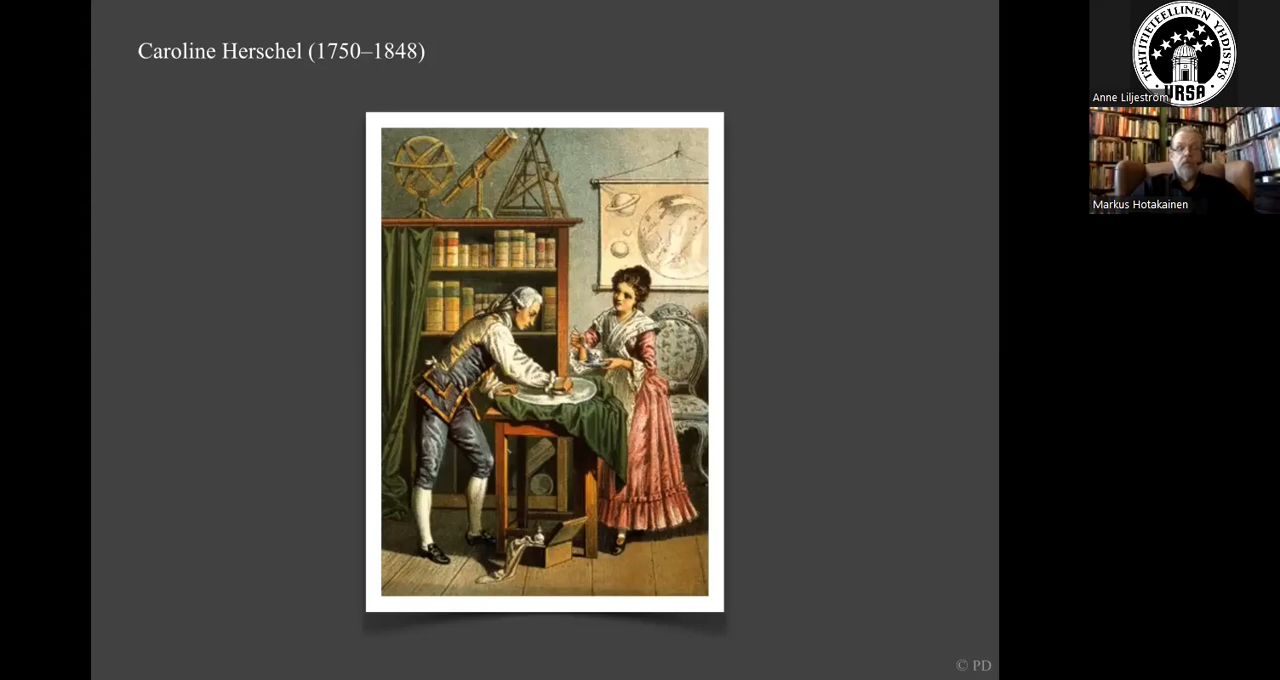 Caroline Herschel (1750–1848)
TÄHTITIETEELLINEN YHDISTYS
URSA
Anne Liljeström
Markus Hotakainen
© PD